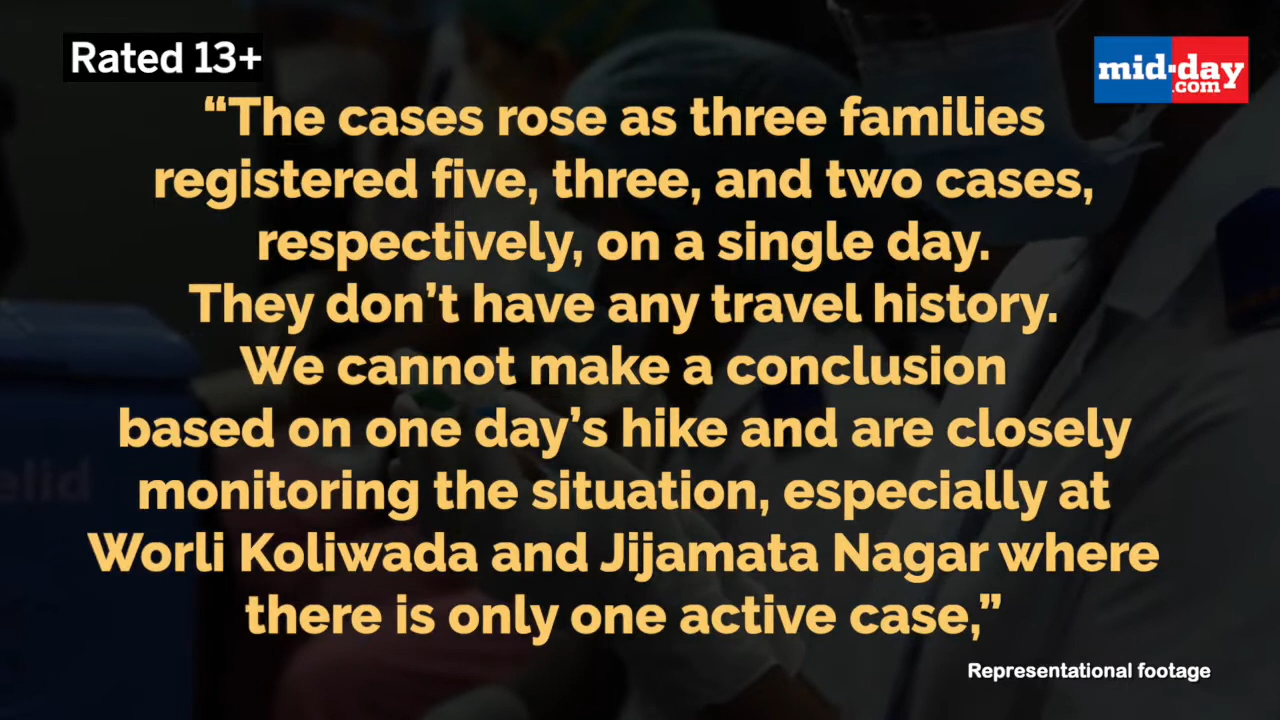 Rated 13+
mid-day
.com
“The cases rose as three families
registered five, three, and two cases,
respectively, on a single day.
They don’t have any travel history.
We cannot make a conclusion
based on one day’s hike and are closely
monitoring the situation, especially at
Worli Koliwada and Jijamata Nagar where
there is only one active case,”
elid
Representational footage